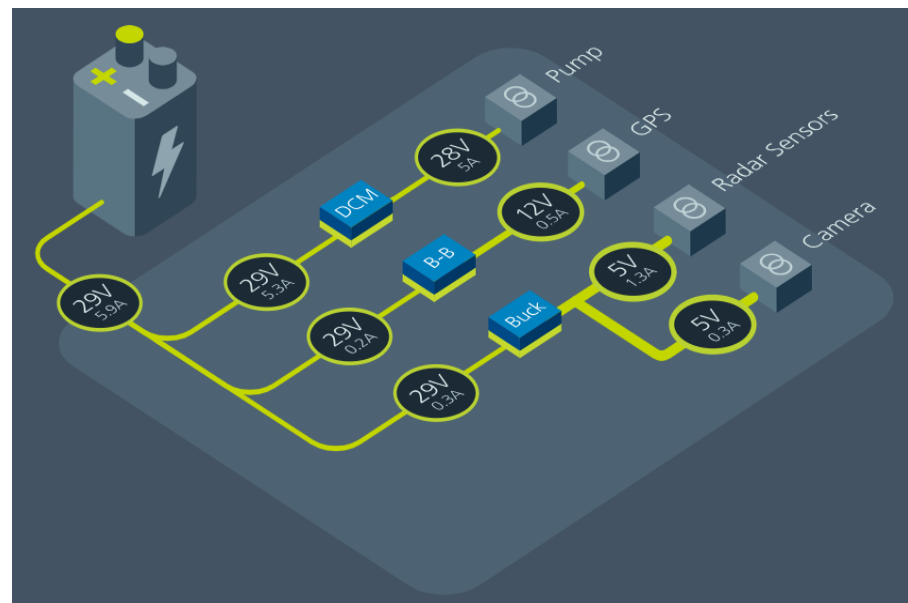 Pump
28V
5A
GPS
DCM
12V
0.5A
Radar Sensors
B-B
5V
1.3A
Camera
29V
5.9A
29V
5.3A
Buck
5V
0.3A
29V
0.2A
29V
0.3A